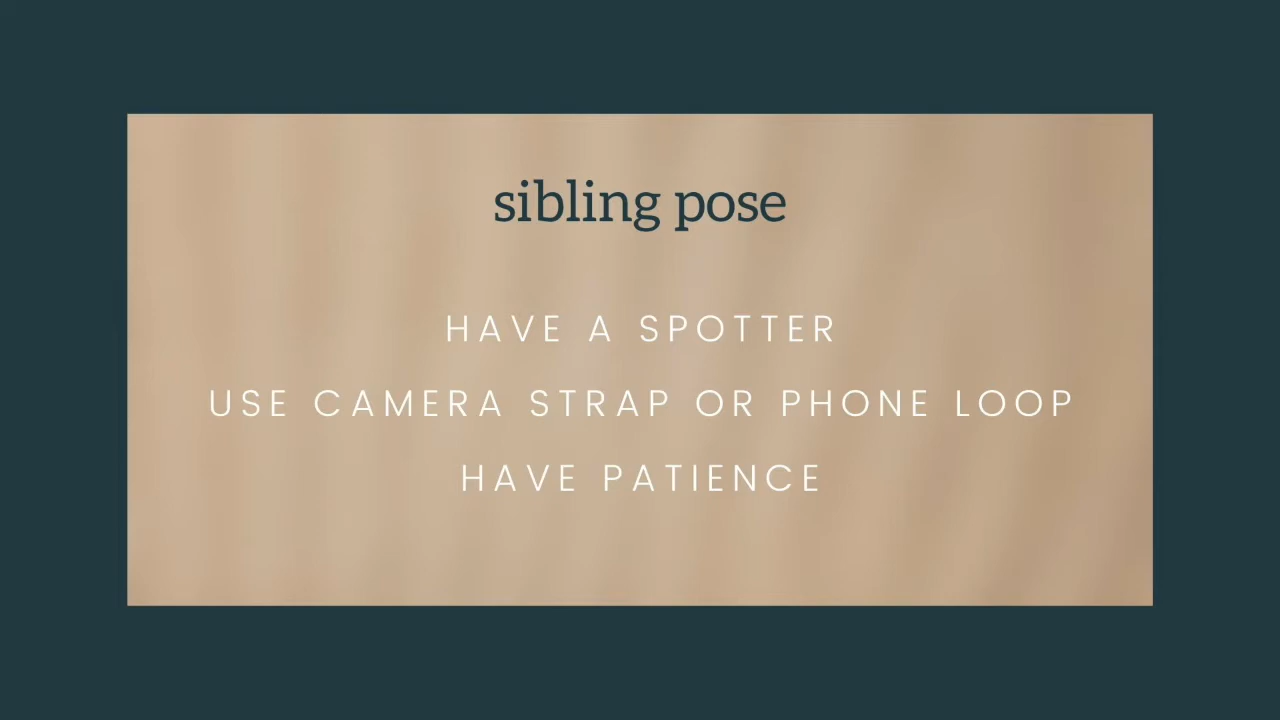 sibling pose
HAVE A SPOTTER
USE CAMERA STRAP OR PHONE LOOP
HAVE PATIENCE